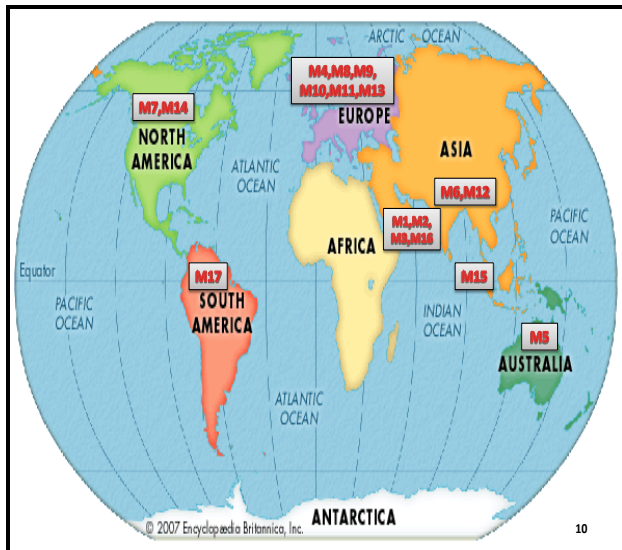 ARCTIC OCEAN
M4,M8,M9,
M10,M11,M13
EUROPE
M7,M14
NORTH
AMERICA
ASIA
ATLANTIC
OCEAN
M6,M12
M1,M2,
M3,M16
PACIFIC
OCEAN
AFRICA
Equator
M17
M15
SOUTH
AMERICA
PACIFIC
OCEAN
INDIAN
OCEAN
M5
AUSTRALIA
ATLANTIC
OCEAN
ANTARCTICA
© 2007 Encyclopædia Britannica, Inc.
10